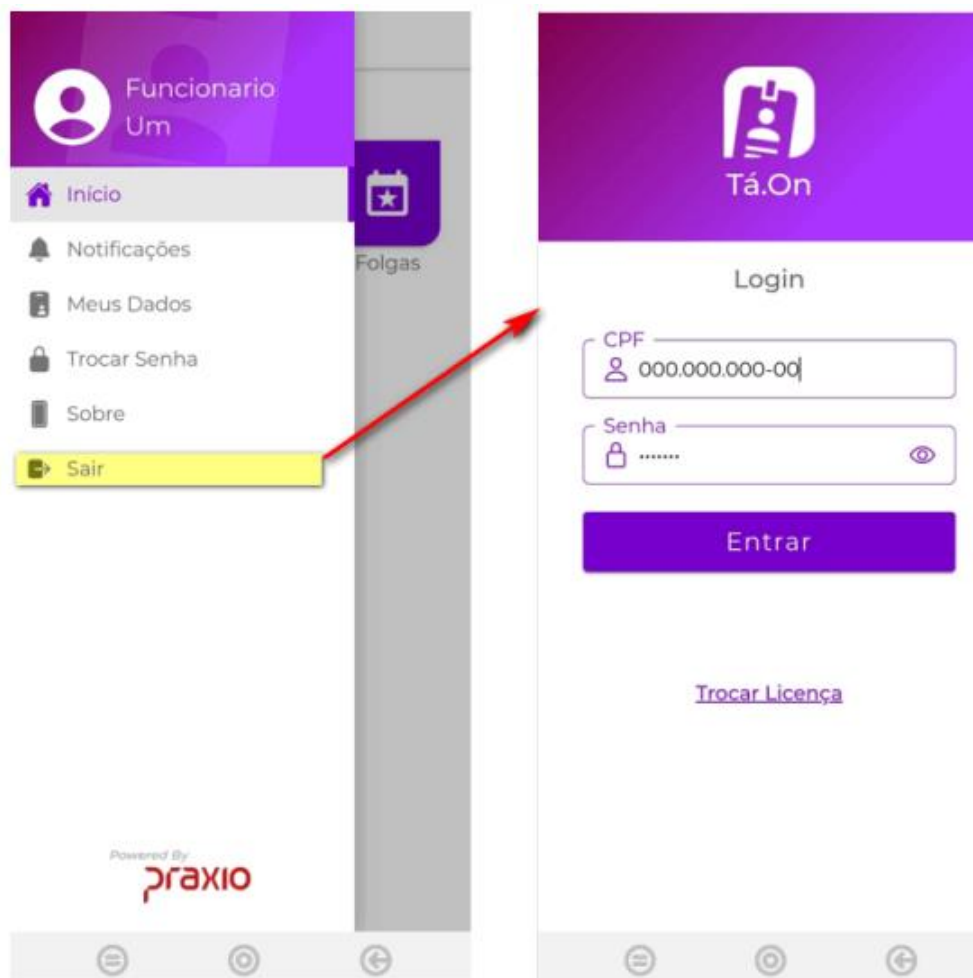 Funcionario
Um
Início
Notificações
Folgas
Meus Dados
Trocar Senha
Sobre
Sair
Powered By
praxio
Tá.On
Login
CPF
000.000.000-00
Senha
.......
Entrar
Trocar Licença